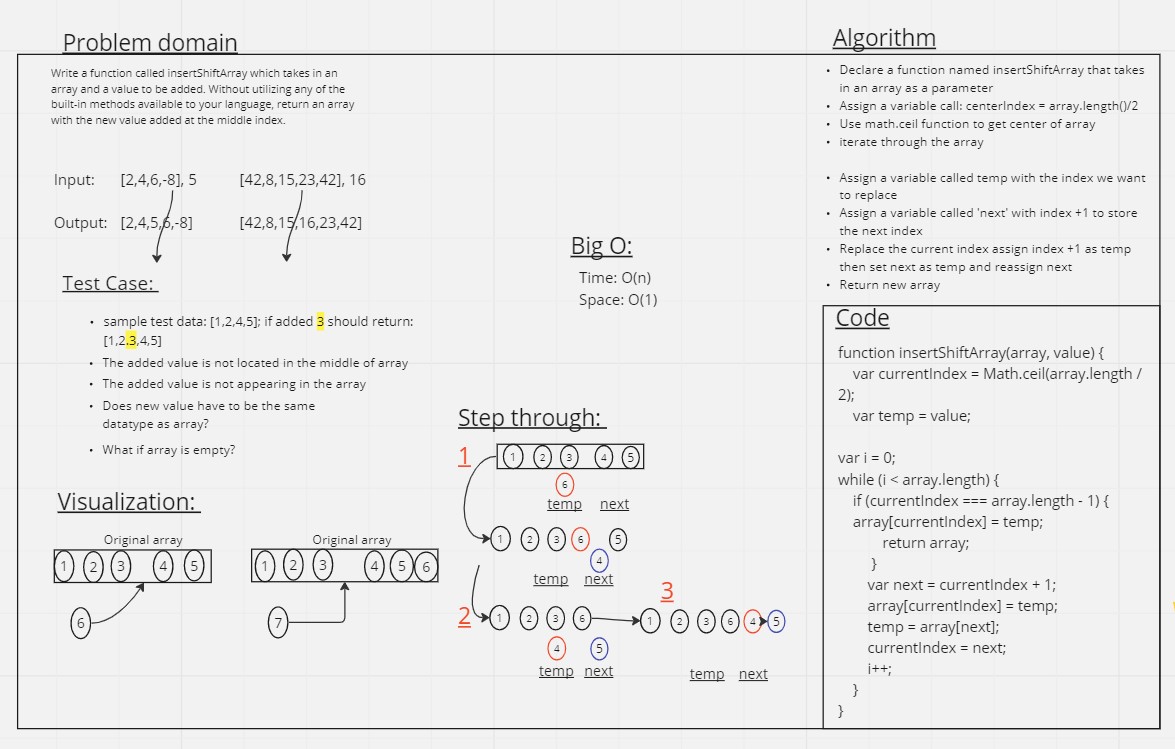 Problem domain
Write a function called insertShiftArray which takes in an
array and a value to be added. Without utilizing any of the
built-in methods available to your language, return an array
with the new value added at the middle index.
Input: [2,4,6,-8], 5 [42,8,15,23,42], 16
Output: [2,4,5,6,-8] [42,8,15,16,23,42]
Test Case:
• sample test data: [1,2,4,5]; if added 3 should return:
[1,2.3,4,5]
• The added value is not located in the middle of array
• The added value is not appearing in the array
• Does new value have to be the same
datatype as array?
• What if array is empty?
Visualization:
Original array
1 2 3 4 5
6
Original array
1 2 3 4 5 6
7
Big O:
Time: O(n)
Space: O(1)
Step through:
1
1 2 3 4 5
6
temp next
1 2 3 6 5
4
temp next
2
1 2 3 6
4 5
temp next
3
1 2 3 6 4 5
temp next
Algorithm
• Declare a function named insertShiftArray that takes
in an array as a parameter
• Assign a variable call: centerIndex = array.length()/2
• Use math.ceil function to get center of array
• iterate through the array
• Assign a variable called temp with the index we want
to replace
• Assign a variable called 'next' with index +1 to store
the next index
• Replace the current index assign index +1 as temp
then set next as temp and reassign next
• Return new array
Code
function insertShiftArray(array, value) {
var currentIndex = Math.ceil(array.length /
2);
var temp = value;
var i = 0;
while (i < array.length) {
if (currentIndex === array.length - 1) {
array[currentIndex] = temp;
return array;
}
var next = currentIndex + 1;
array[currentIndex] = temp;
temp = array[next];
currentIndex = next;
i++;
}
}